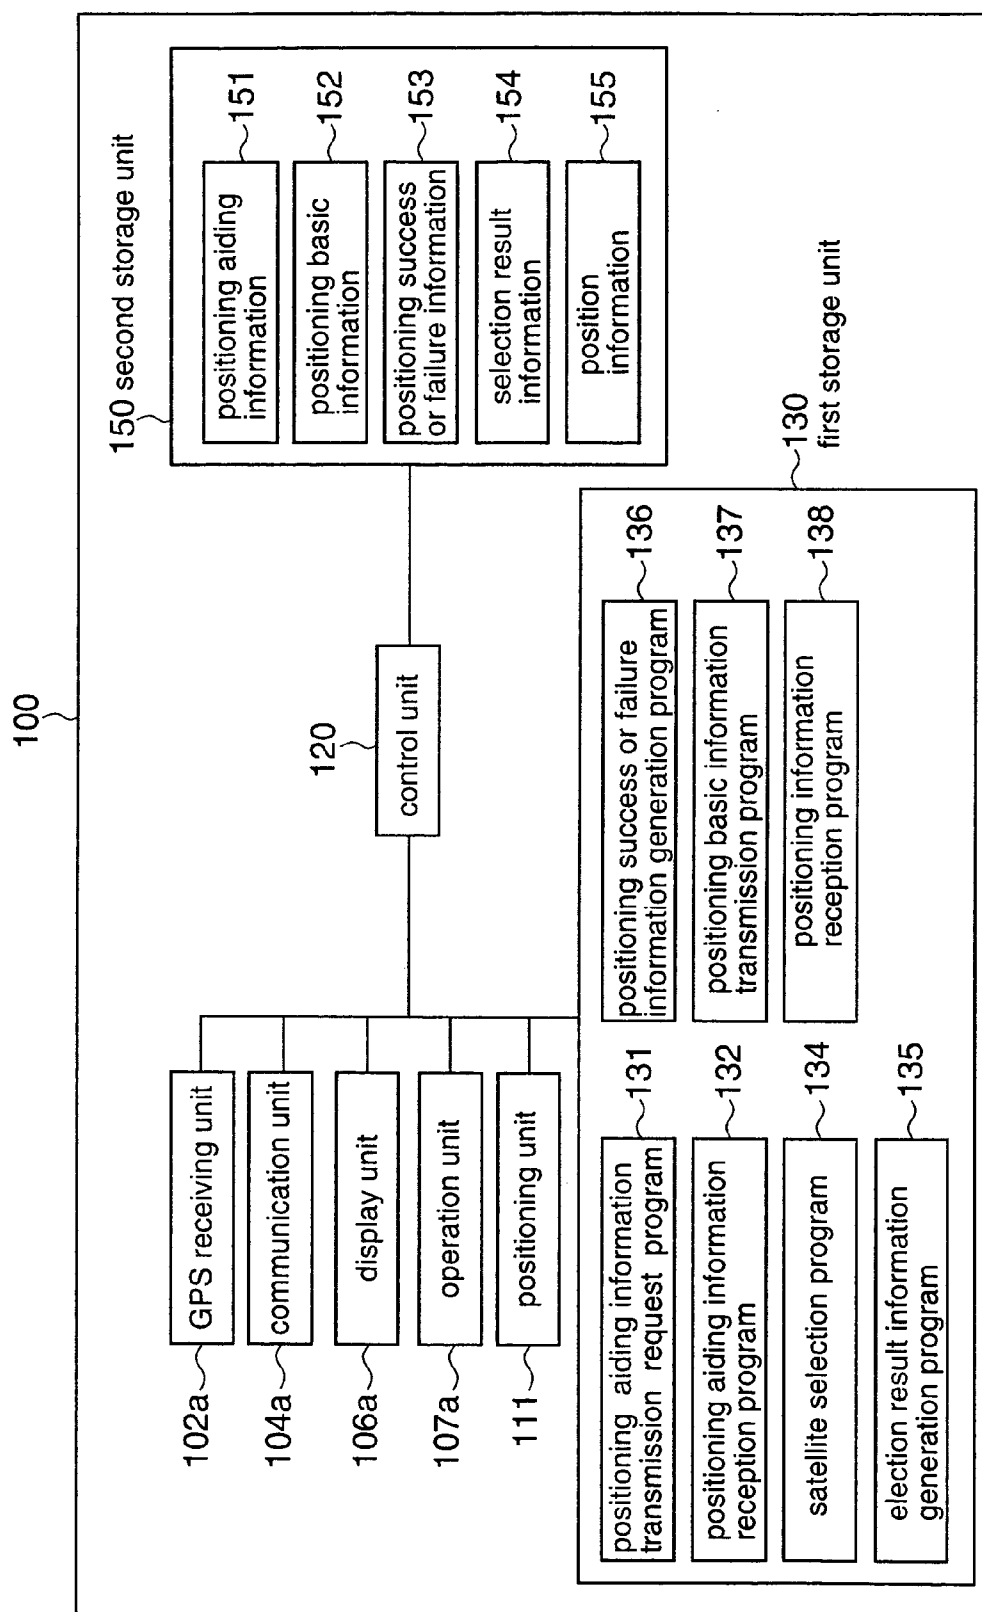 100
102a
GPS receiving unit
104a
communication unit
106a
display unit
107a
operation unit
111
positioning unit
120
control unit
150 second storage unit
positioning aiding
information
151
positioning basic
information
152
positioning success
or failure information
153
selection result
information
154
position
information
155
130
first storage unit
positioning aiding information
transmission request program
131
positioning aiding information
reception program
132
satellite selection program
134
election result information
generation program
135
positioning success or failure
information generation program
136
positioning basic information
transmission program
137
positioning information
reception program
138